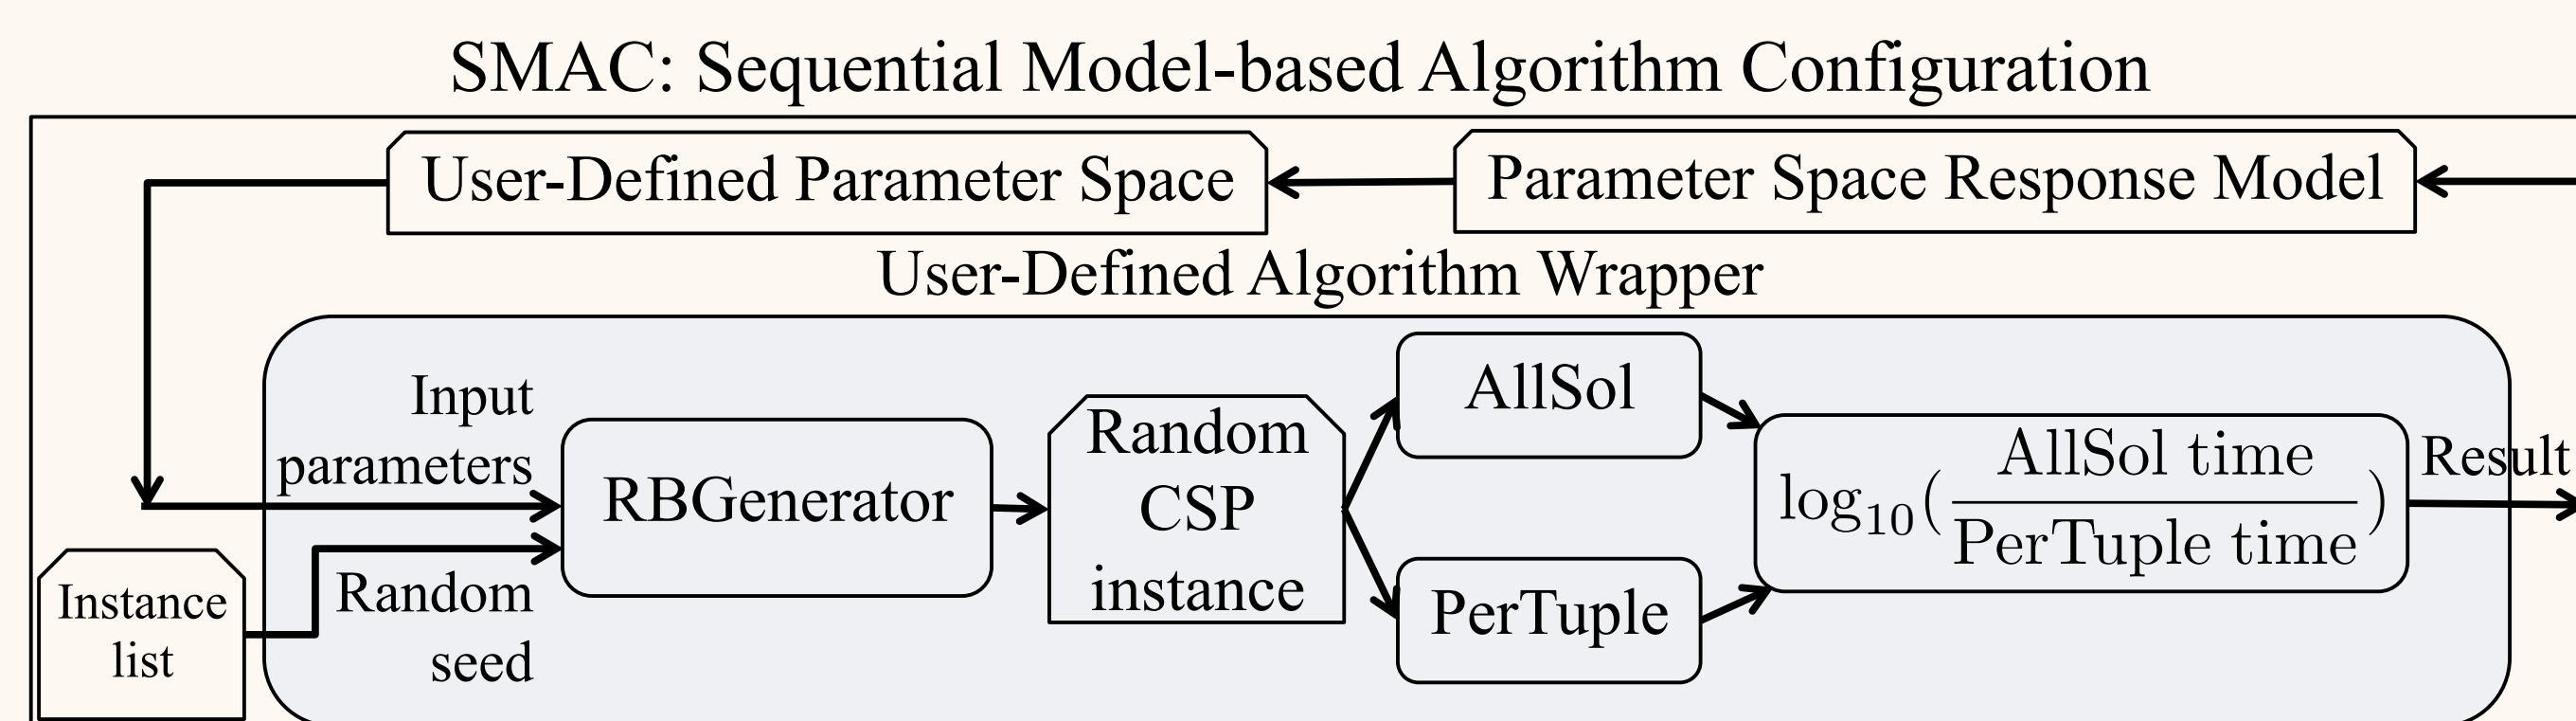 SMAC: Sequential Model-based Algorithm Configuration
User-Defined Parameter Space
Parameter Space Response Model
User-Defined Algorithm Wrapper
Input
parameters
RBGenerator
Random
CSP
instance
AllSol
PerTuple
log10(AllSol time
PerTuple time)
Result
Instance
list
Random
seed